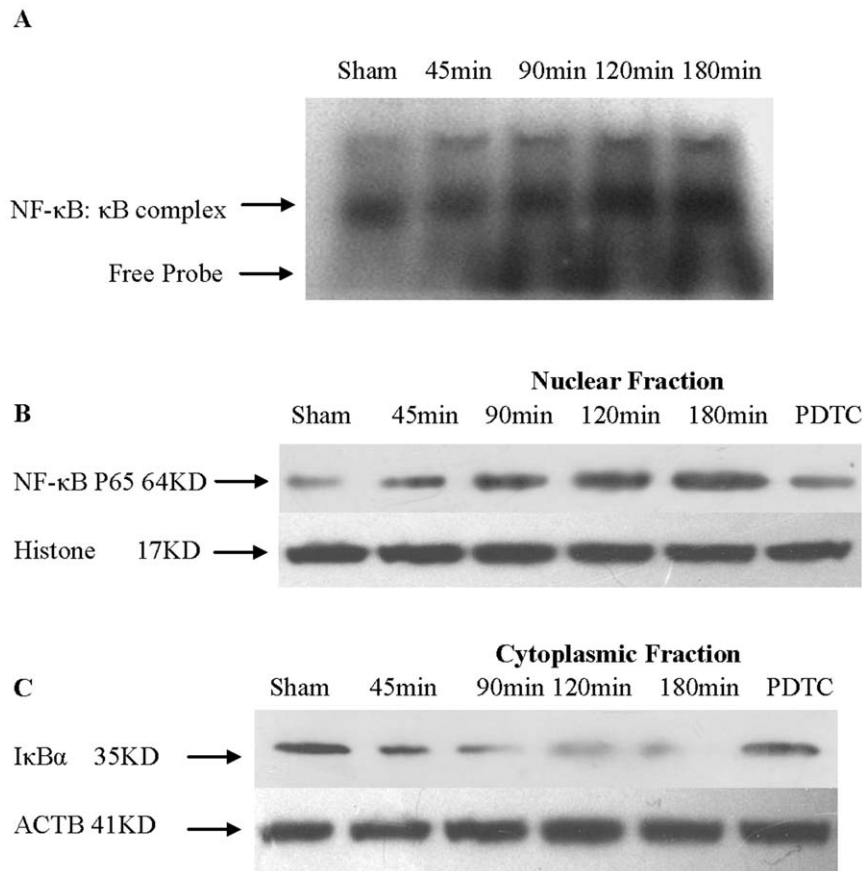 A
Sham 45min 90min 120min 180min
NF-κB: κB complex
Free Probe
Nuclear Fraction
B
Sham 45min 90min 120min 180min PDTC
NF-κB P65 64KD
Histone 17KD
Cytoplasmic Fraction
C
Sham 45min 90min 120min 180min PDTC
IκBα 35KD
ACTB 41KD